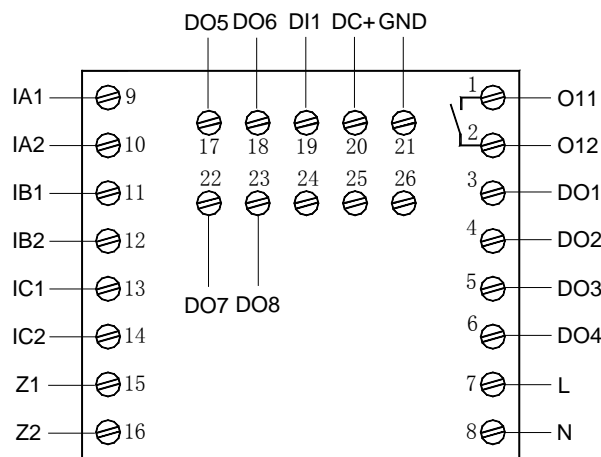 DO5 DO6 DI1 DC+ GND
IA1 9 1 O11
17 18 19 20 21
IA2 10 2 O12
22 23 24 25 26
IB1 11 3 DO1
IB2 12 4 DO2
IC1 13 5 DO3
DO7 DO8
IC2 14 6 DO4
Z1 15 7 L
Z2 16 8 N